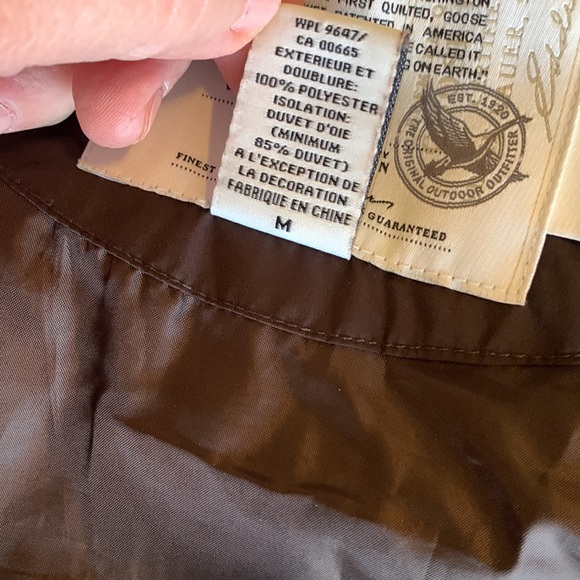 WPL 9647/
CA 00665
EXTERIEUR ET
DOUBLURE:
100% POLYESTER
ISOLATION:
DUVET D'OIE
(MINIMUM
85% DUVET)
A L'EXCEPTION DE
LA DECORATION
FABRIQUE EN CHINE
M
FIRST QUILTED, GOOSE
PATENTED IN AMERICA
CALLED IT
ON EARTH."
EST. 1920
THE ORIGINAL OUTDOOR OUTFITTER
FINEST
GUARANTEED